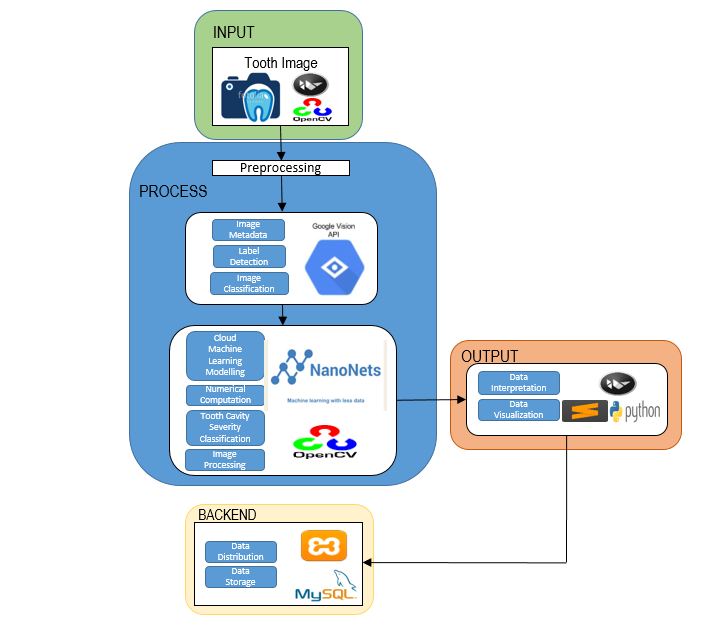 INPUT
Tooth Image
OpenCV
Preprocessing
PROCESS
Image
Metadata
Label
Detection
Image
Classification
Google Vision
API
Cloud
Machine
Learning
Modelling
Numerical
Computation
Tooth Cavity
Severity
Classification
Image
Processing
NanoNets
Machine learning with less data
OpenCV
OUTPUT
Data
Interpretation
Data
Visualization
python
BACKEND
Data
Distribution
Data
Storage
MySQL